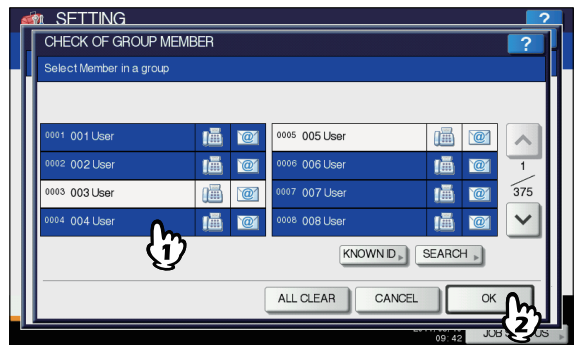 SETTING ?
CHECK OF GROUP MEMBER ?
Select Member in a group
0001 001 User @ 0005 005 User @
0002 002 User @ 0006 006 User @
0003 003 User @ 0007 007 User @
0004 004 User @ 0008 008 User @
1
375
KNOWN ID SEARCH
ALL CLEAR CANCEL OK
1
2
09:42